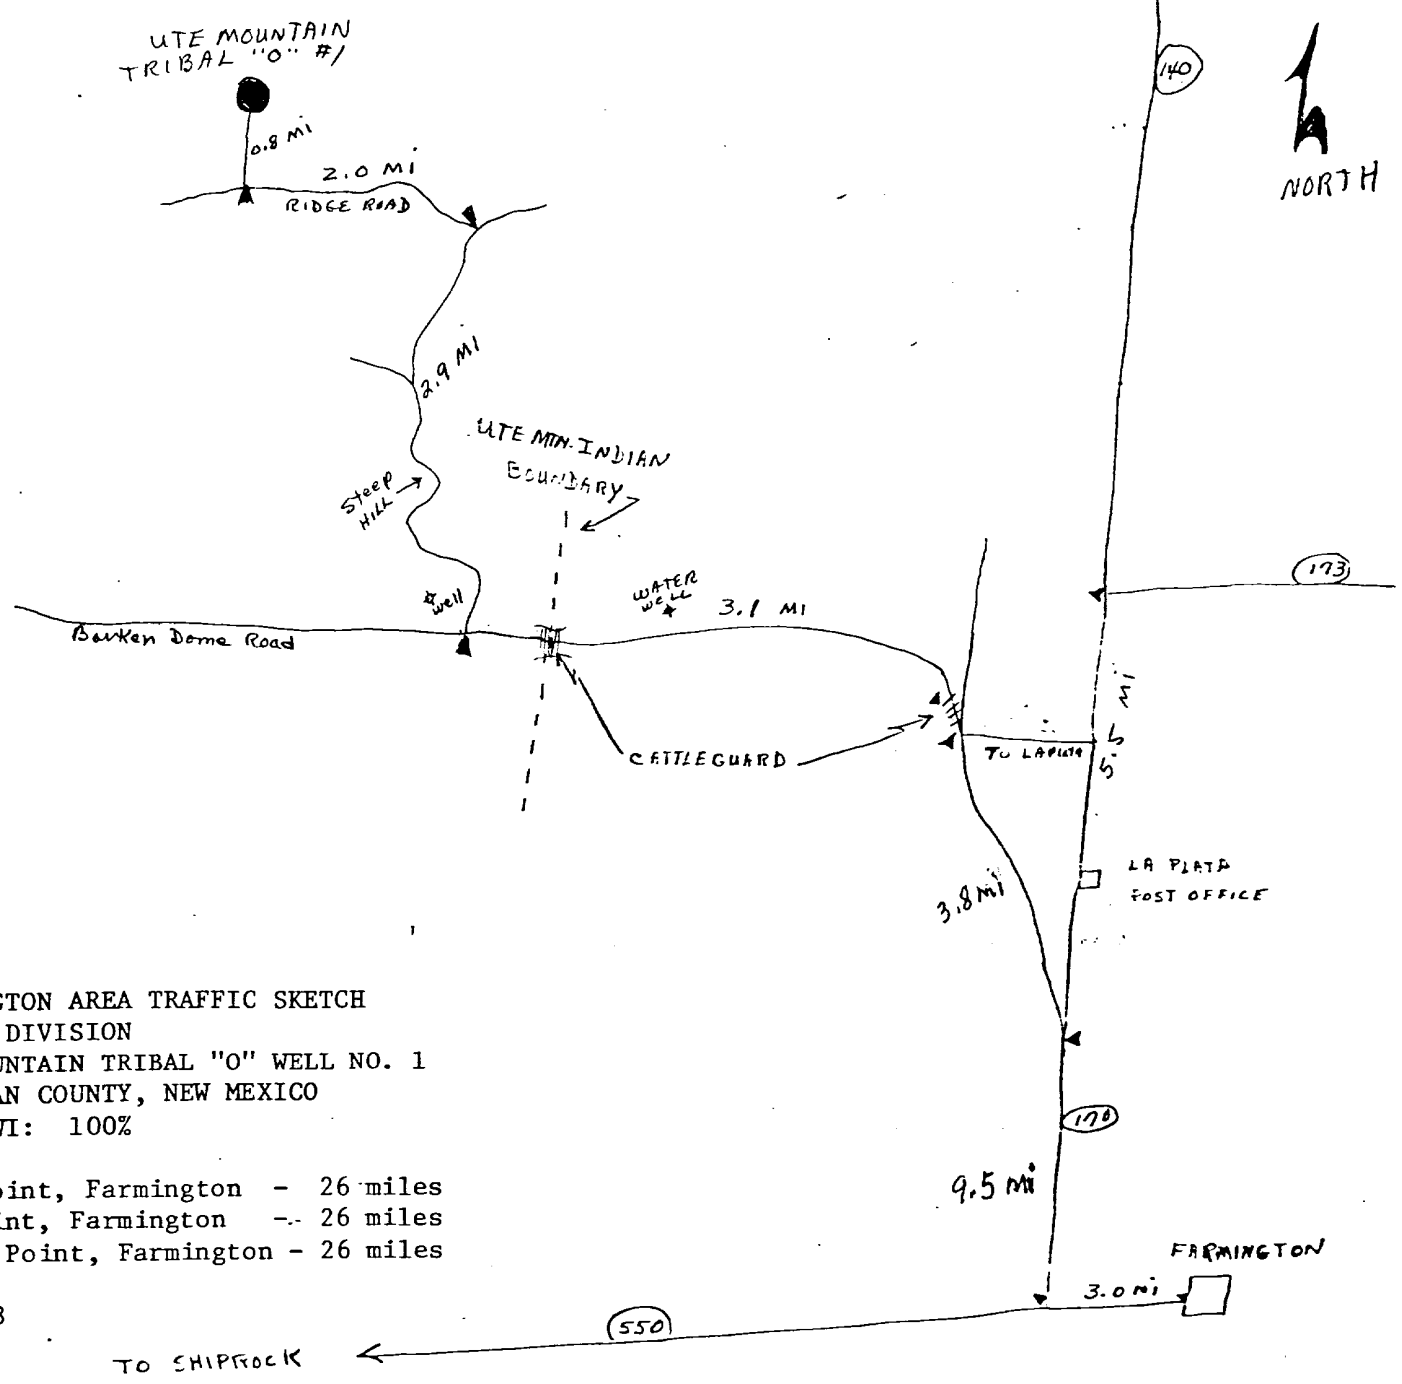 UTE MOUNTAIN
TRIBAL "O" #1
140
NORTH
0.8 MI
2.0 MI
RIDGE ROAD
2.9 MI
UTE MTN. INDIAN
BOUNDARY
STEEP
HILL
173
WATER
WELL
well
3.1 MI
Barken Dome Road
5.5 Mi
CATTLEGUARD
TO LAPLATA
LA PLATA
POST OFFICE
3.8 mi
GTON AREA TRAFFIC SKETCH
DIVISION
UNTAIN TRIBAL "O" WELL NO. 1
AN COUNTY, NEW MEXICO
WI: 100%
170
9.5 mi
oint, Farmington - 26 miles
int, Farmington -- 26 miles
Point, Farmington - 26 miles
FARMINGTON
3.0 Mi
550
TO SHIPROCK